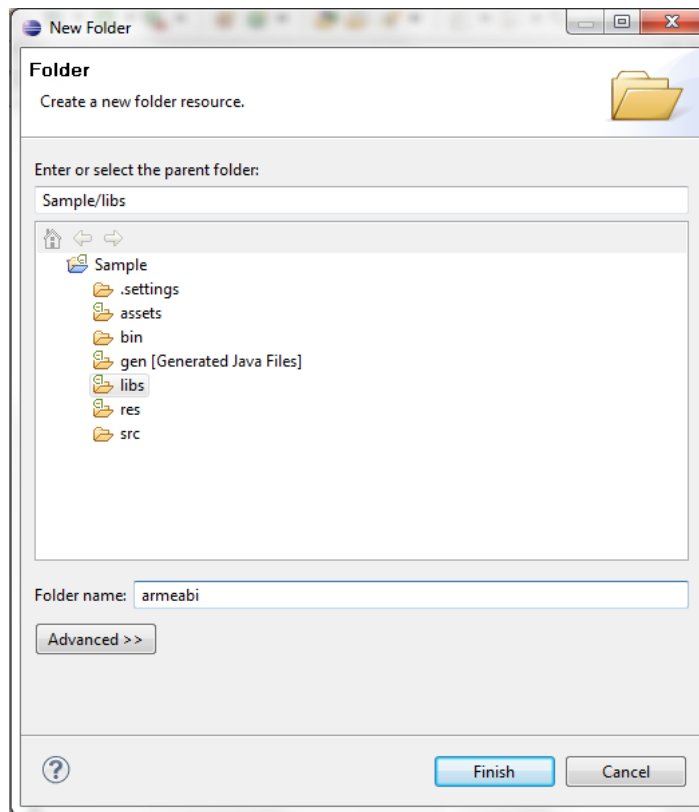 New Folder
Folder
Create a new folder resource.
Enter or select the parent folder:
Sample/libs
Sample
.settings
assets
bin
gen [Generated Java Files]
libs
res
src
Folder name: armeabi
Advanced >>
? Finish Cancel